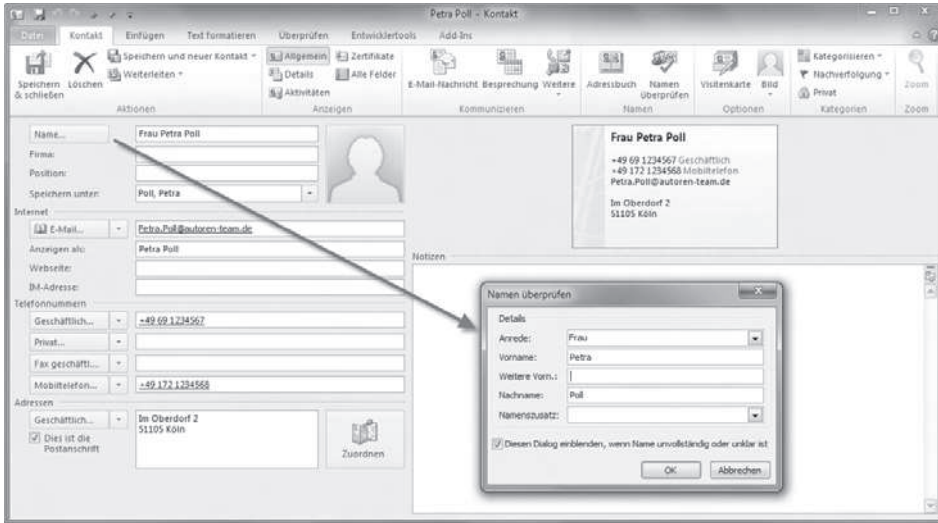 Petra Poll - Kontakt
Datei Kontakt Einfügen Text formatieren Überprüfen Entwicklertools Add-Ins
Speichern & schließen
Löschen
Speichern und neuer Kontakt
Weiterleiten
Aktionen
Allgemein
Details
Aktivitäten
Zertifikate
Alle Felder
Anzeigen
E-Mail-Nachricht Besprechung Weitere
Kommunizieren
Adressbuch
Namen überprüfen
Namen
Visitenkarte Bild
Optionen
Kategorisieren
Nachverfolgung
Privat
Kategorien
Zoom
Zoom
Name... Frau Petra Poll
Firma:
Position:
Speichern unter: Poll, Petra
Internet
E-Mail... Petra.Poll@autoren-team.de
Anzeigen als: Petra Poll
Webseite:
IM-Adresse:
Telefonnummern
Geschäftlich... +49 69 1234567
Privat...
Fax geschäftl...
Mobiltelefon... +49 172 1234568
Adressen
Geschäftlich... Im Oberdorf 2
51105 Köln
Dies ist die
Postanschrift
Zuordnen
Frau Petra Poll
+49 69 1234567 Geschäftlich
+49 172 1234568 Mobiltelefon
Petra.Poll@autoren-team.de
Im Oberdorf 2
51105 Köln
Notizen
Namen überprüfen
Details
Anrede: Frau
Vorname: Petra
Weitere Vorn.:
Nachname: Poll
Namenszusatz:
Diesen Dialog einblenden, wenn Name unvollständig oder unklar ist
OK Abbrechen